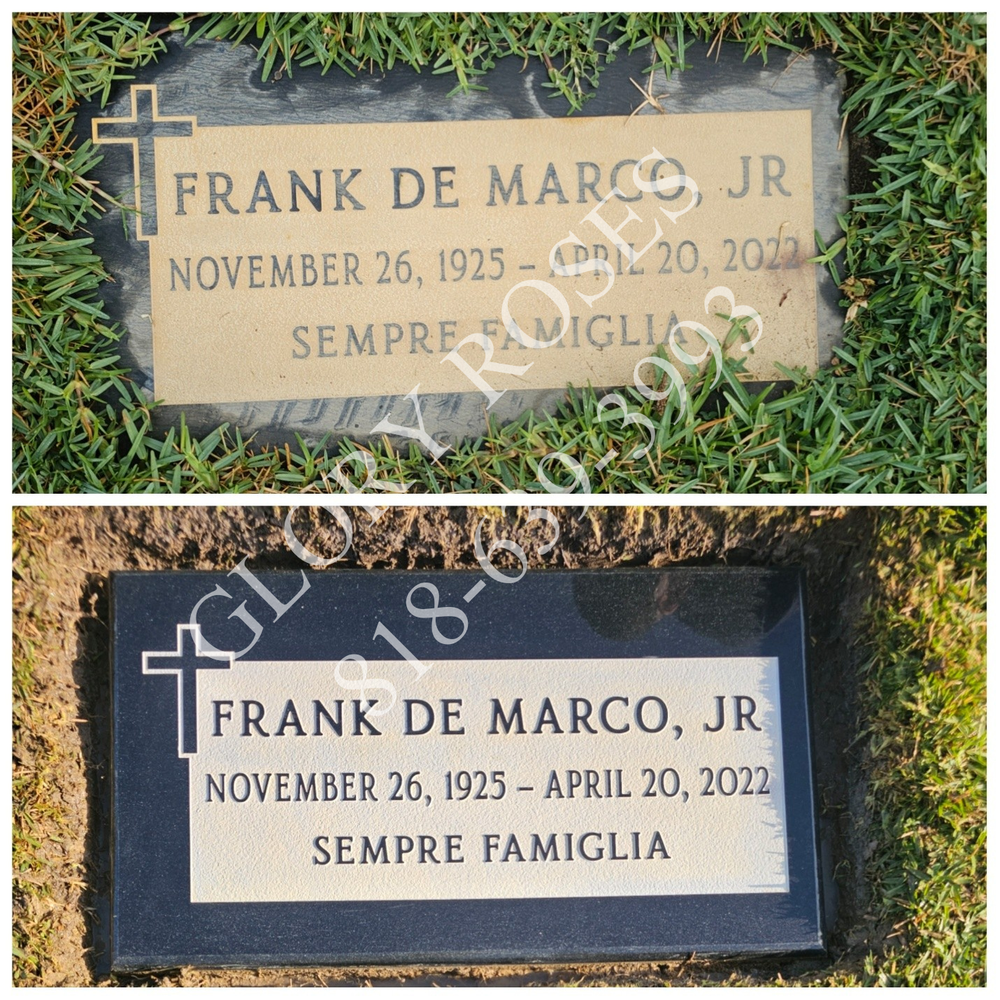 FRANK DE MARCO, JR
NOVEMBER 26, 1925 – APRIL 20, 2022
SEMPRE FAMIGLIA
GLORY ROSES
818-639-3993
FRANK DE MARCO, JR
NOVEMBER 26, 1925 – APRIL 20, 2022
SEMPRE FAMIGLIA